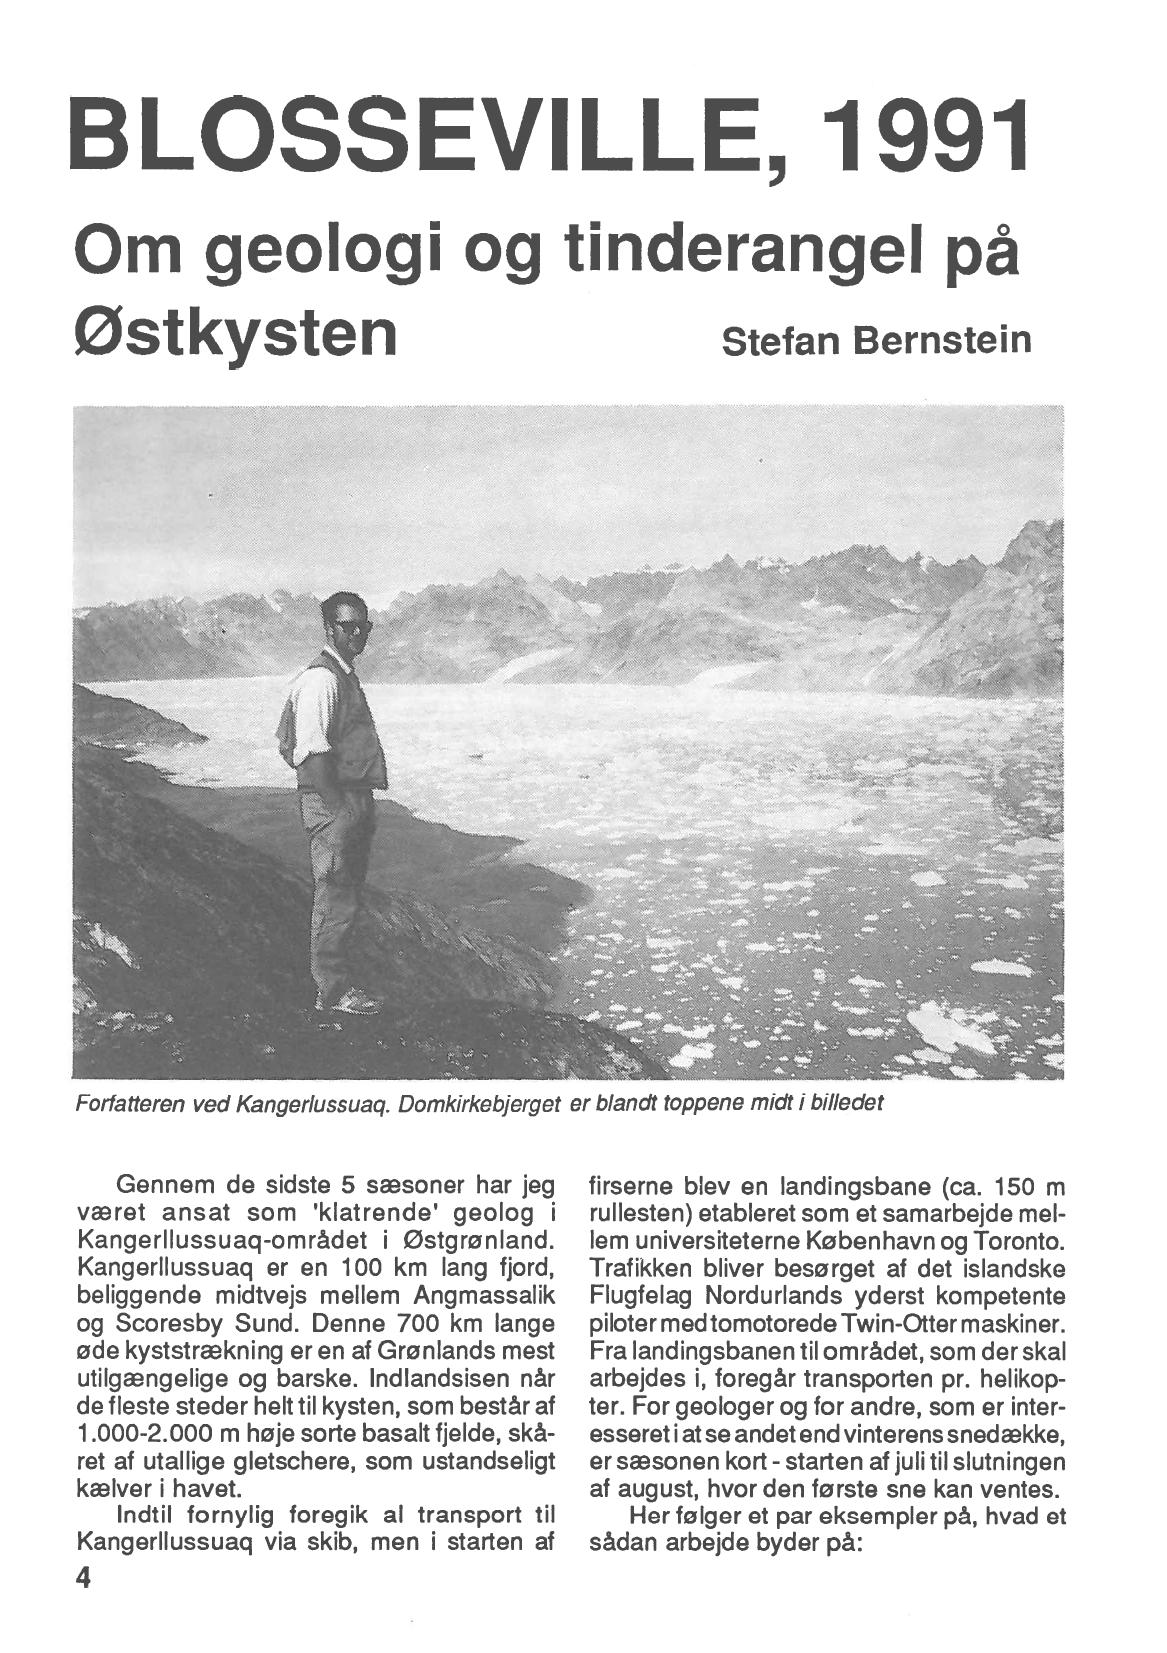 BLOSSEVILLE, 1991
Om geologi og tinderangel på
Østkysten
Stefan Bernstein
Forfatteren ved Kangerlussuaq. Domkirkebjerget er blandt toppene midt i billedet
Gennem de sidste 5 sæsoner har jeg
været ansat som 'klatrende' geolog i
Kangerllussuaq-området i Østgrønland.
Kangerllussuaq er en 100 km lang fjord,
beliggende midtvejs mellem Angmassalik
og Scoresby Sund. Denne 700 km lange
øde kyststrækning er en af Grønlands mest
utilgængelige og barske. Indlandsisen når
de fleste steder helt til kysten, som består af
1.000-2.000 m høje sorte basalt fjelde, skå-
ret af utallige gletschere, som ustandseligt
kælver i havet.
Indtil fornylig foregik al transport til
Kangerllussuaq via skib, men i starten af
firserne blev en landingsbane (ca. 150 m
rullesten) etableret som et samarbejde mel-
lem universiteterne København og Toronto.
Trafikken bliver besørget af det islandske
Flugfelag Nordurlands yderst kompetente
piloter med tomotorede Twin-Otter maskiner.
Fra landingsbanen til området, som der skal
arbejdes i, foregår transporten pr. helikop-
ter. For geologer og for andre, som er inter-
esseret i at se andet end vinterens snedække,
er sæsonen kort - starten af juli til slutningen
af august, hvor den første sne kan ventes.
Her følger et par eksempler på, hvad et
sådan arbejde byder på:
4